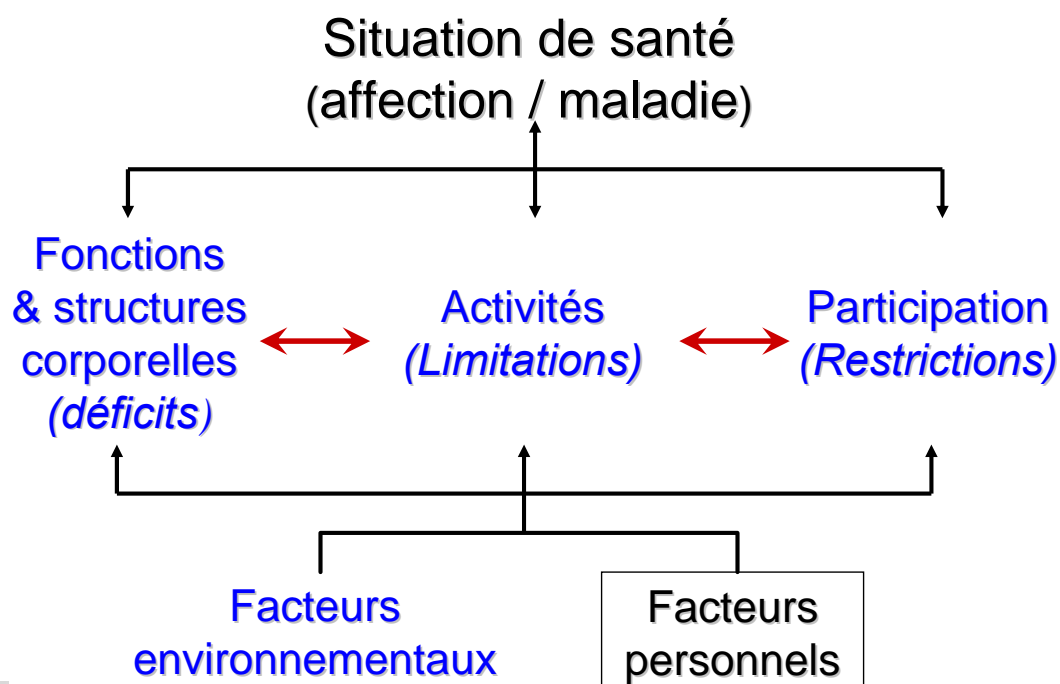 Situation de santé
(affection / maladie)
Fonctions
& structures
corporelles
(déficits)
Activités
(Limitations)
Participation
(Restrictions)
Facteurs
environnementaux
Facteurs
personnels